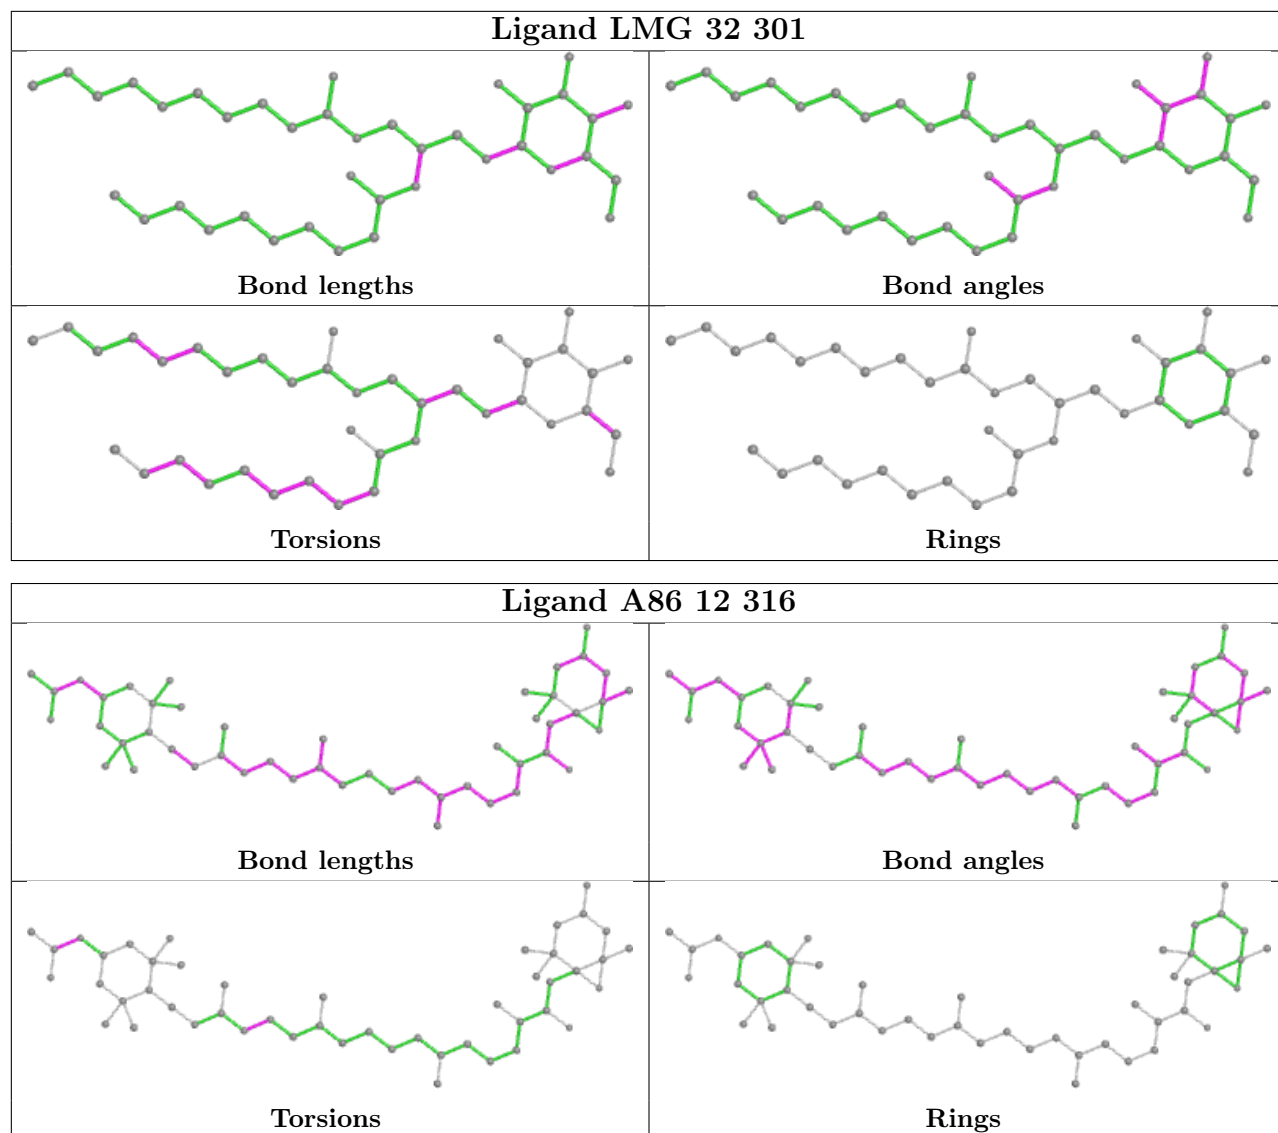 Ligand LMG 32 301
Bond lengths
Bond angles
Torsions
Rings
Ligand A86 12 316
Bond lengths
Bond angles
Torsions
Rings